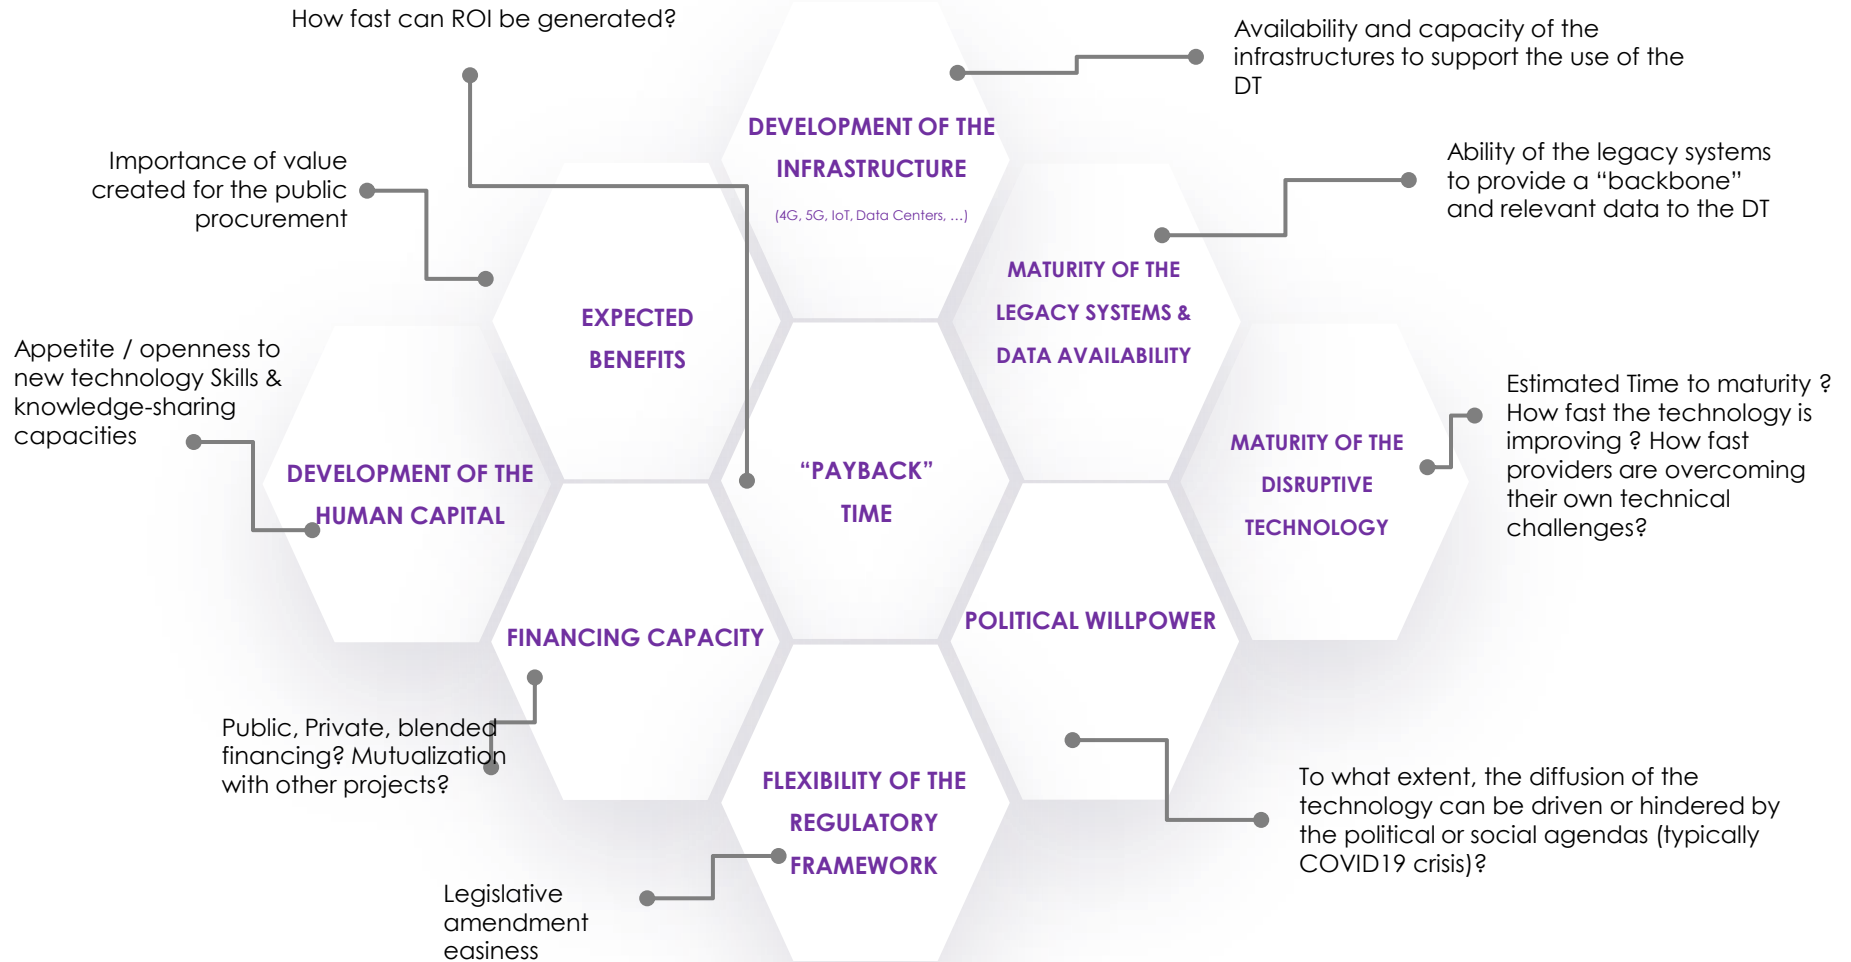 How fast can ROI be generated?
Availability and capacity of the
infrastructures to support the use of the
DT
DEVELOPMENT OF THE
INFRASTRUCTURE
(4G, 5G, IoT, Data Centers, …)
Importance of value
created for the public
procurement
Ability of the legacy systems
to provide a “backbone”
and relevant data to the DT
MATURITY OF THE
LEGACY SYSTEMS &
DATA AVAILABILITY
EXPECTED
BENEFITS
Appetite / openness to
new technology Skills &
knowledge-sharing
capacities
Estimated Time to maturity ?
How fast the technology is
improving ? How fast
providers are overcoming
their own technical
challenges?
MATURITY OF THE
DISRUPTIVE
TECHNOLOGY
DEVELOPMENT OF THE
HUMAN CAPITAL
“PAYBACK”
TIME
FINANCING CAPACITY
POLITICAL WILLPOWER
Public, Private, blended
financing? Mutualization
with other projects?
FLEXIBILITY OF THE
REGULATORY
FRAMEWORK
To what extent, the diffusion of the
technology can be driven or hindered by
the political or social agendas (typically
COVID19 crisis)?
Legislative
amendment
easiness